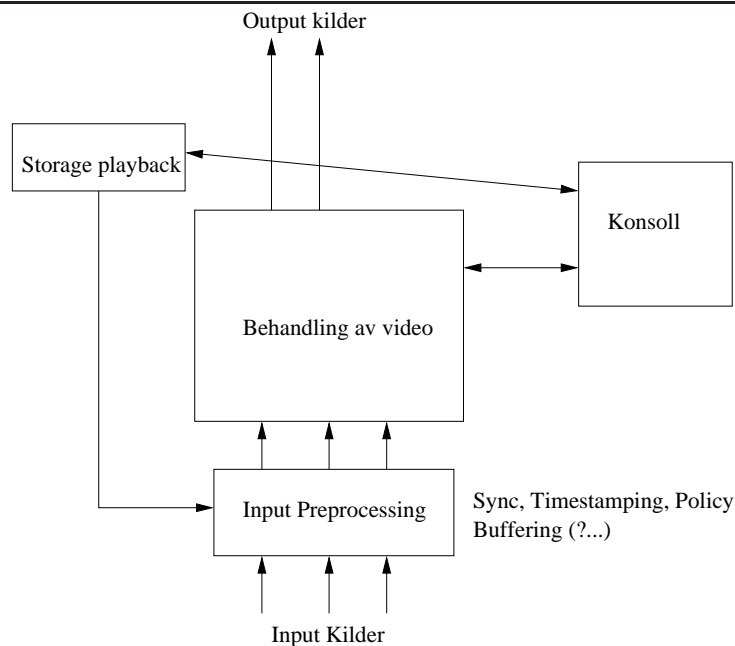 Output kilder
Storage playback
Konsoll
Behandling av video
Input Preprocessing
Sync, Timestamping, Policy
Buffering (?...)
Input Kilder